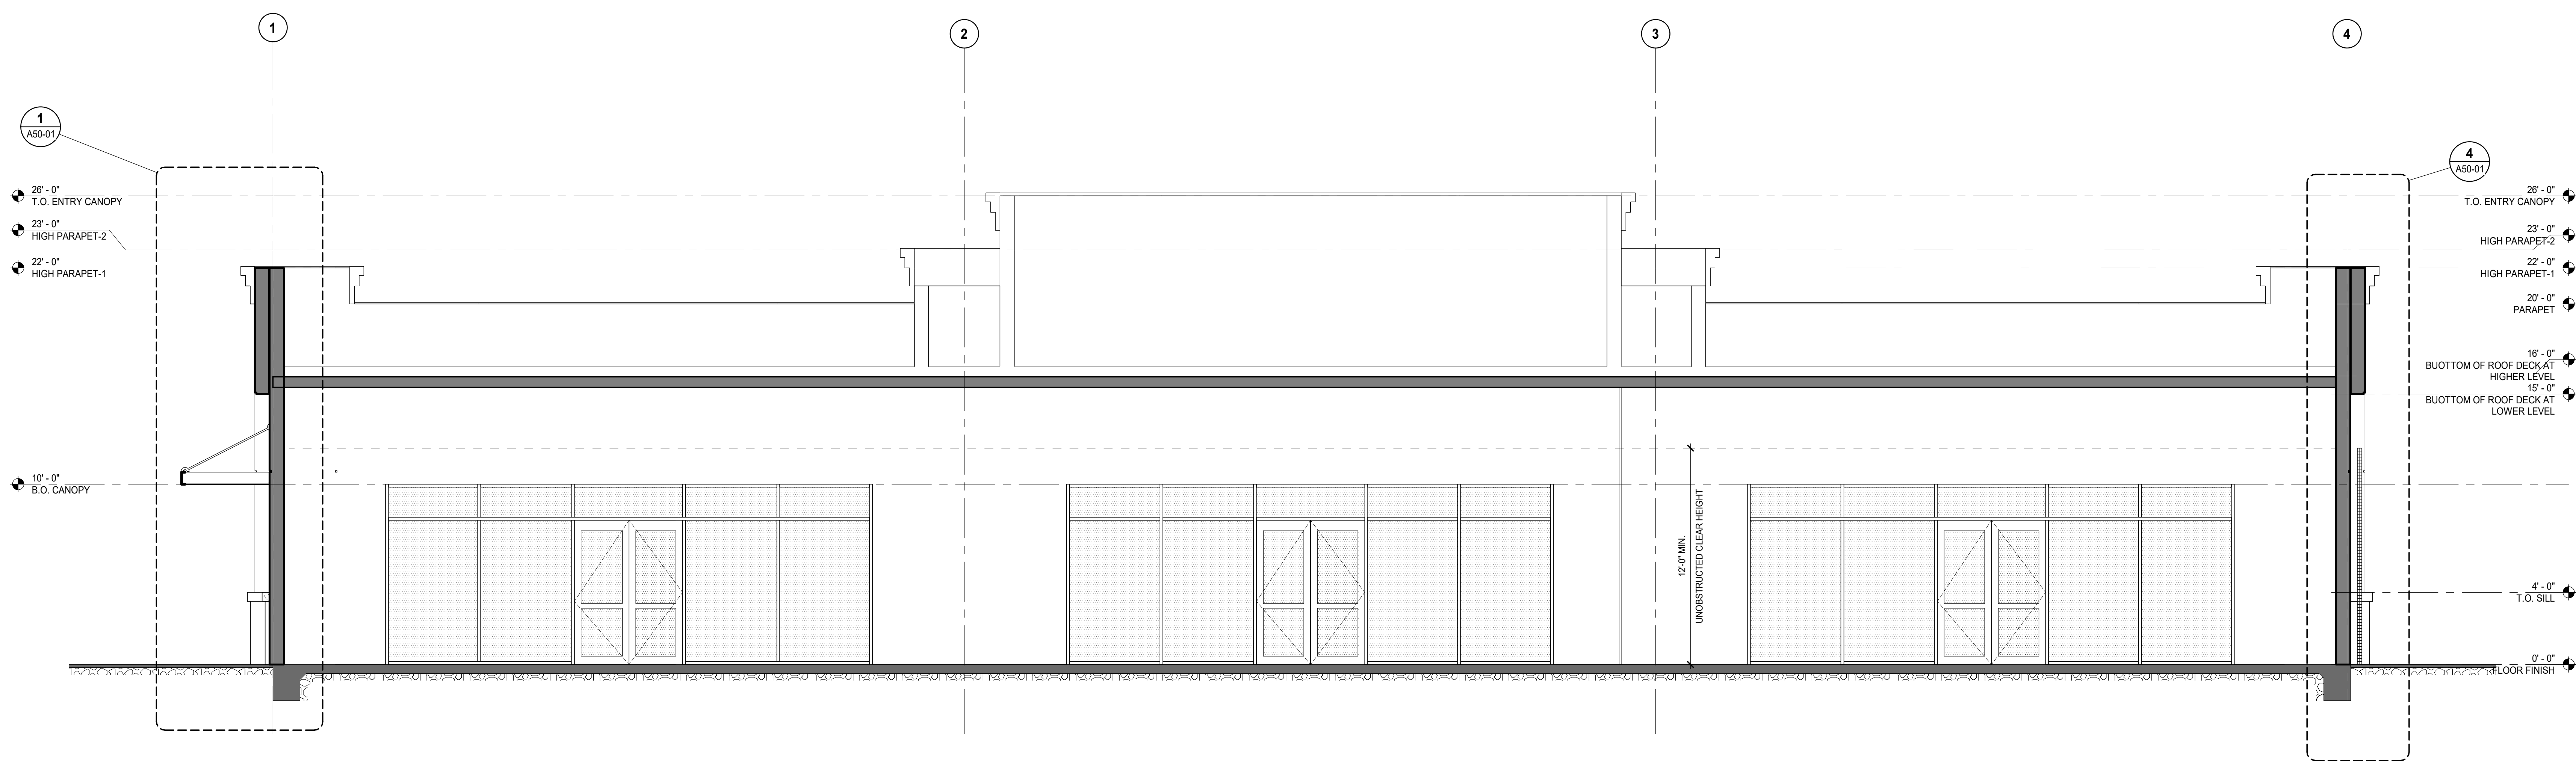 1
2
3
4
1
A50-01
4
A50-01
26' - 0"
T.O. ENTRY CANOPY
23' - 0"
HIGH PARAPET-2
22' - 0"
HIGH PARAPET-1
10' - 0"
B.O. CANOPY
12'-0" MIN.
UNOBSTRUCTED CLEAR HEIGHT
26' - 0"
T.O. ENTRY CANOPY
23' - 0"
HIGH PARAPET-2
22' - 0"
HIGH PARAPET-1
20' - 0"
PARAPET
16' - 0"
BUOTTOM OF ROOF DECK AT
HIGHER LEVEL
15' - 0"
BUOTTOM OF ROOF DECK AT
LOWER LEVEL
4' - 0"
T.O. SILL
0' - 0"
FLOOR FINISH